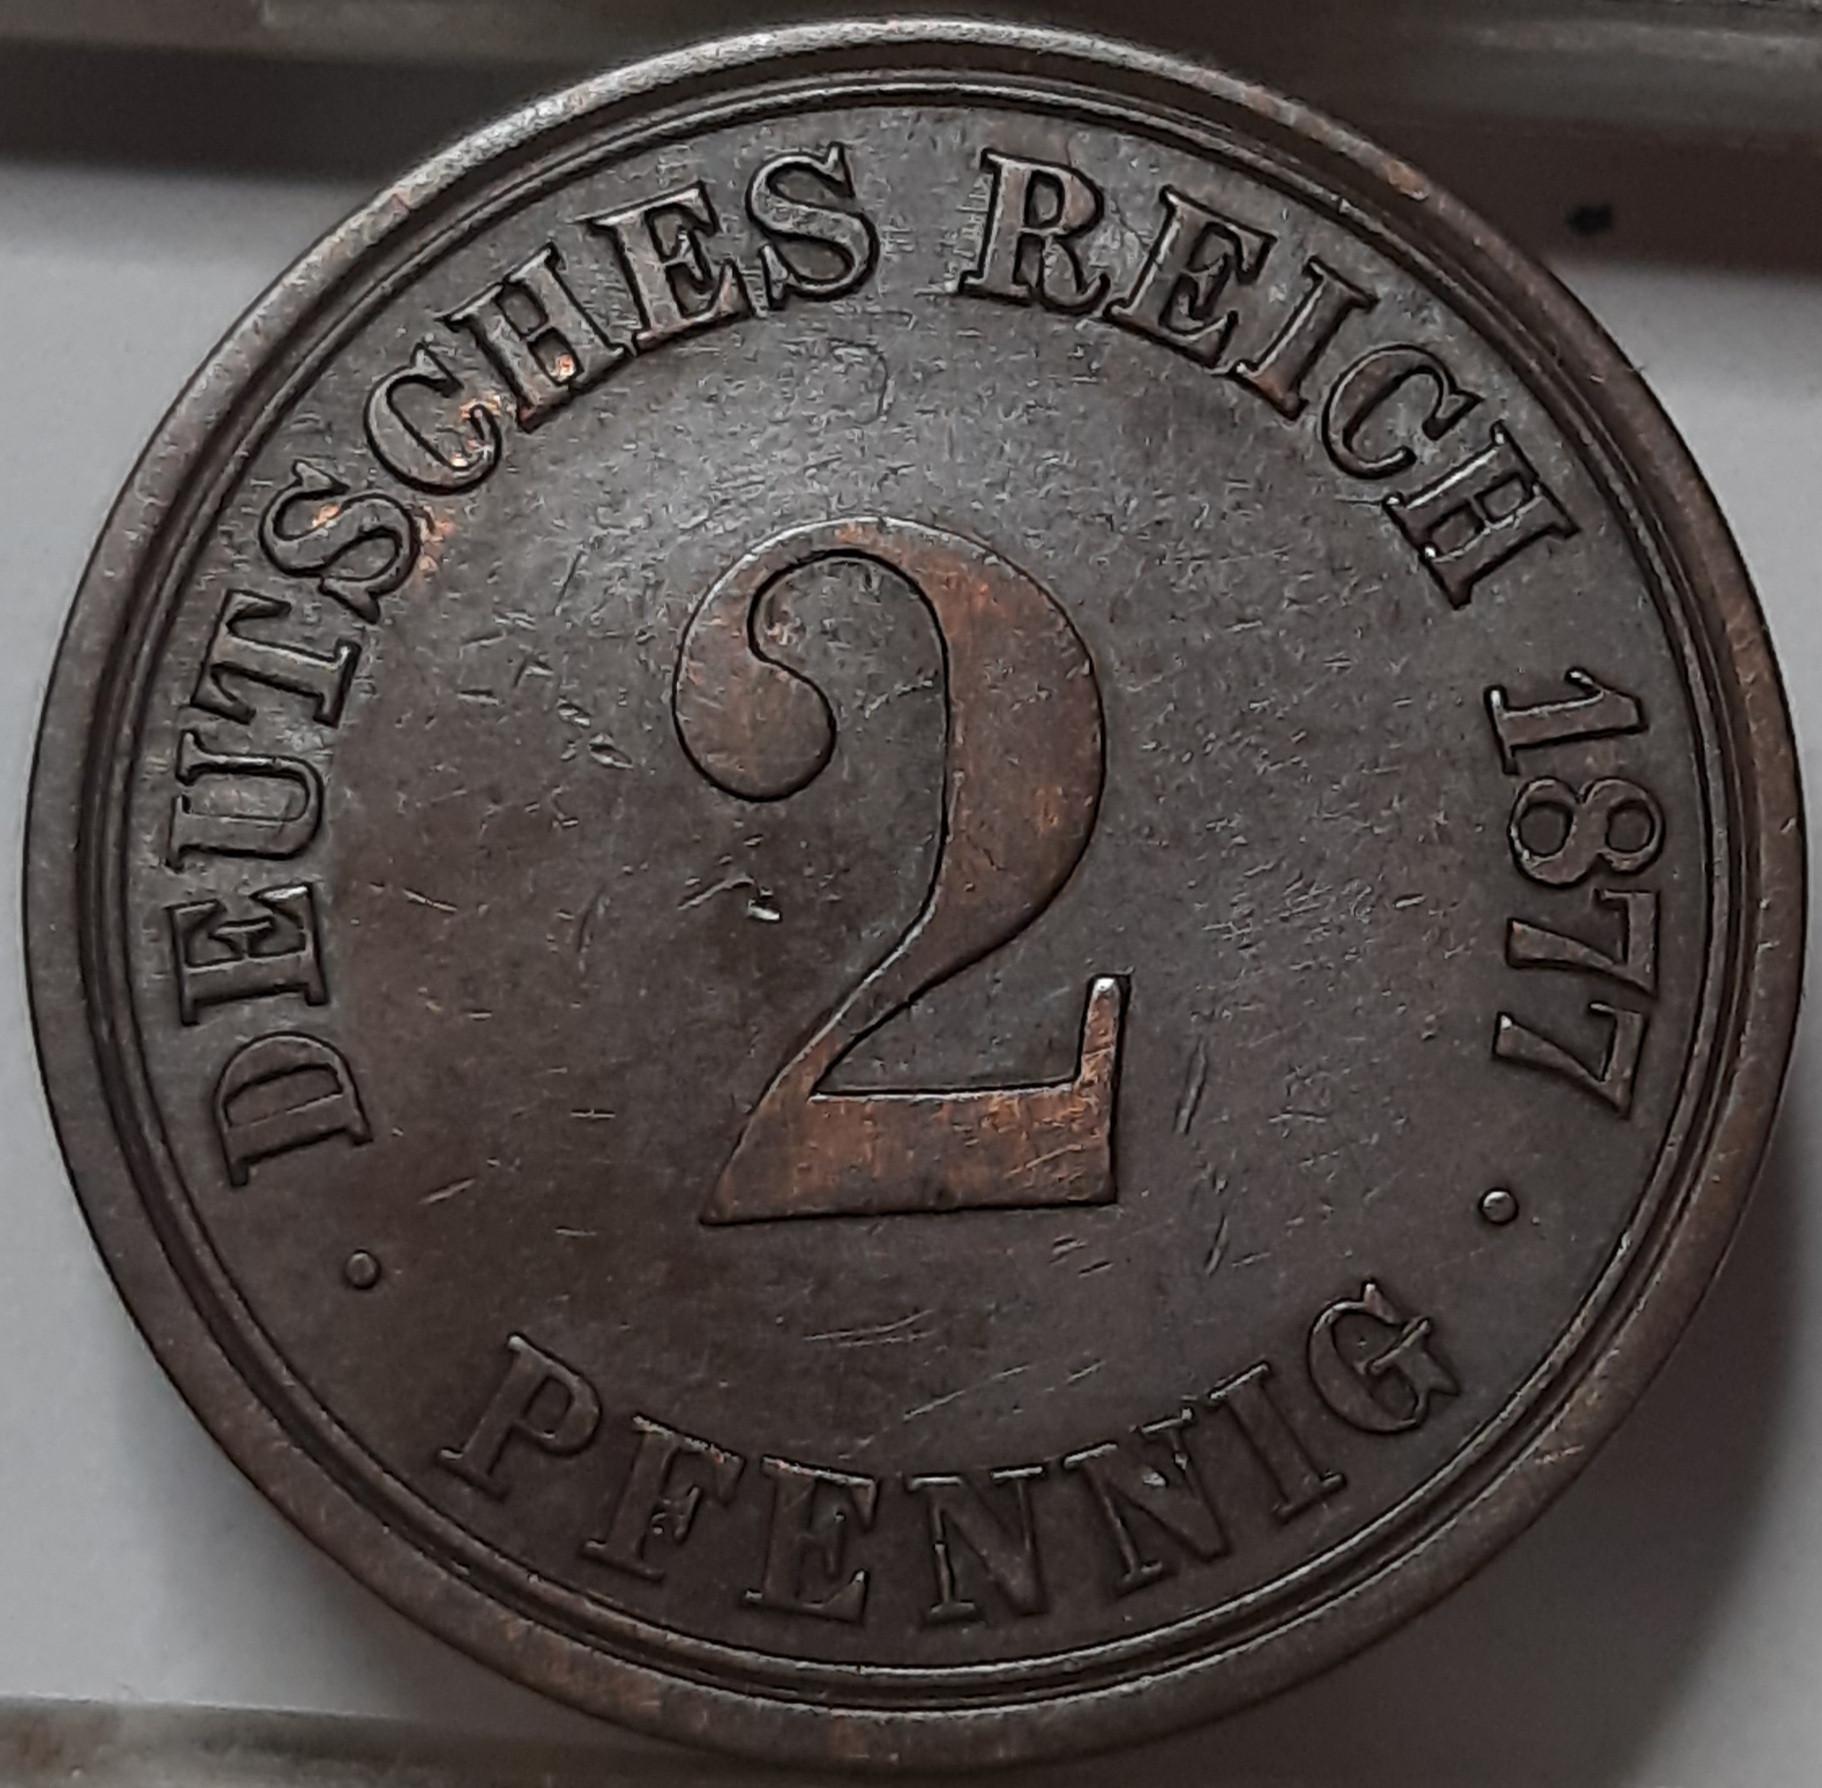 DEUTSCHES REICH 1877
2
· PFENNIG ·